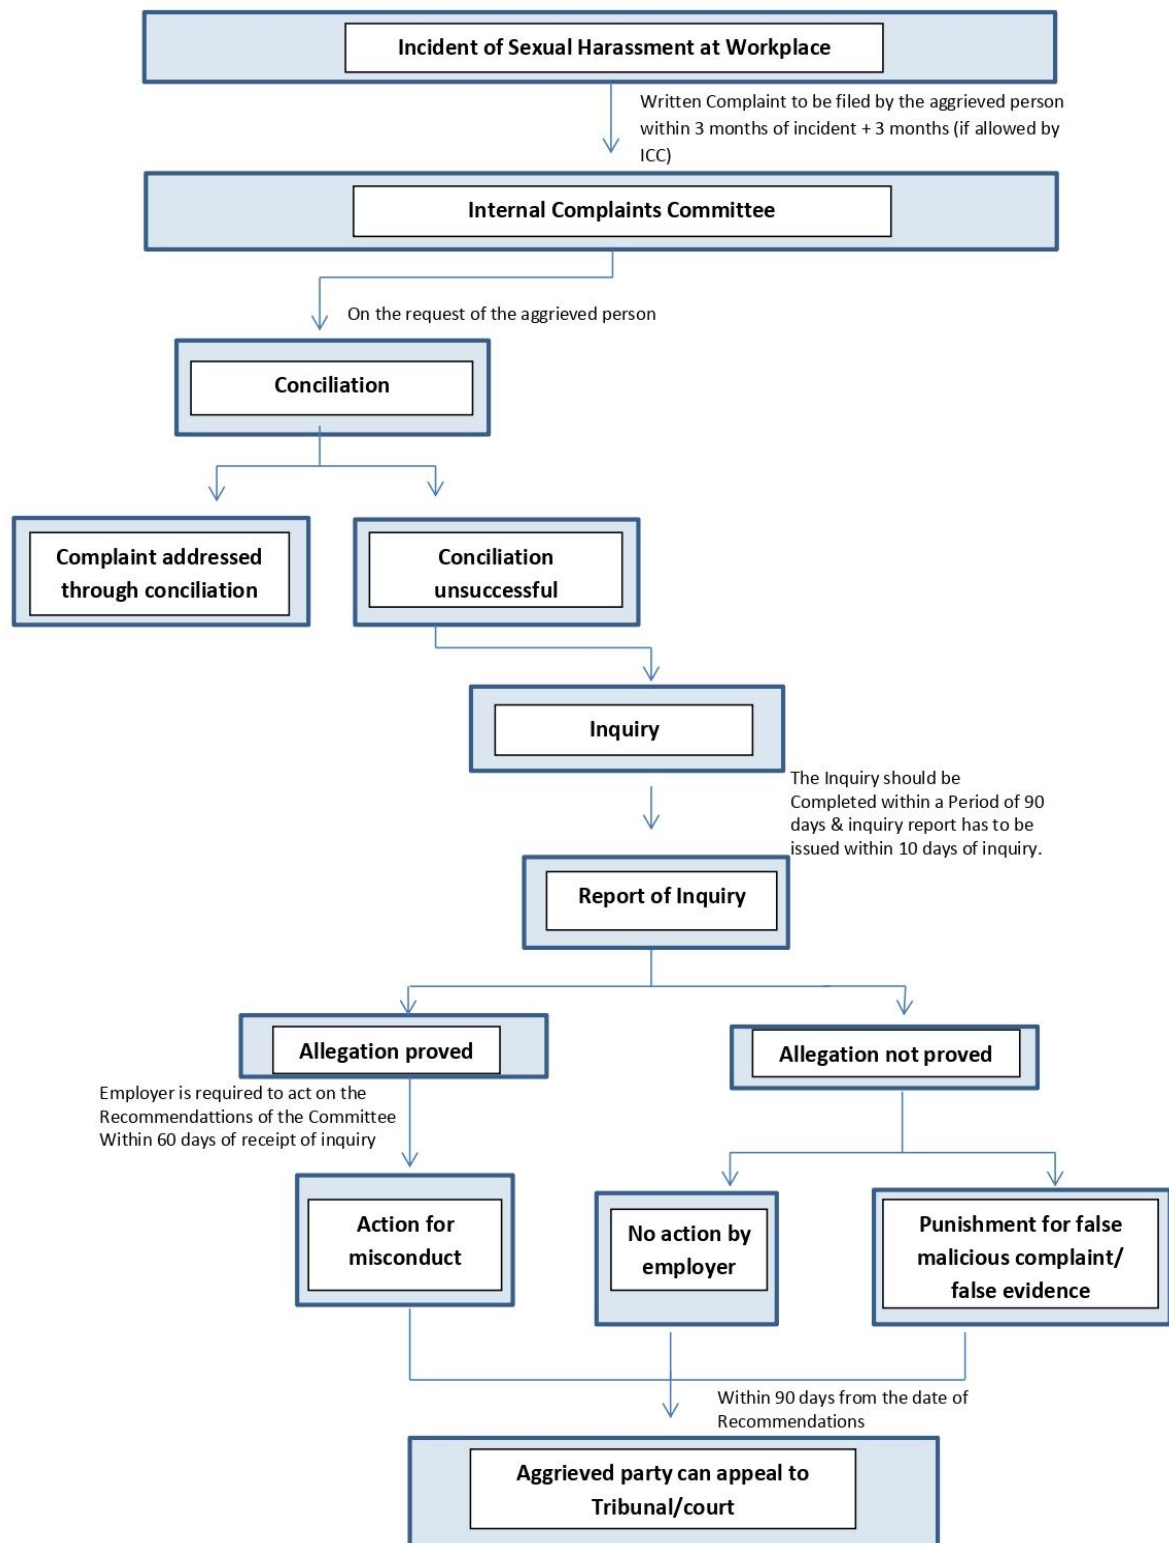 Incident of Sexual Harassment at Workplace
Written Complaint to be filed by the aggrieved person
within 3 months of incident + 3 months (if allowed by
ICC)
Internal Complaints Committee
On the request of the aggrieved person
Conciliation
Complaint addressed
through conciliation
Conciliation
unsuccessful
Inquiry
The Inquiry should be
Completed within a Period of 90
days & inquiry report has to be
issued within 10 days of inquiry.
Report of Inquiry
Allegation proved
Allegation not proved
Employer is required to act on the
Recommendattions of the Committee
Within 60 days of receipt of inquiry
Action for
misconduct
No action by
employer
Punishment for false
malicious complaint/
false evidence
Within 90 days from the date of
Recommendations
Aggrieved party can appeal to
Tribunal/court